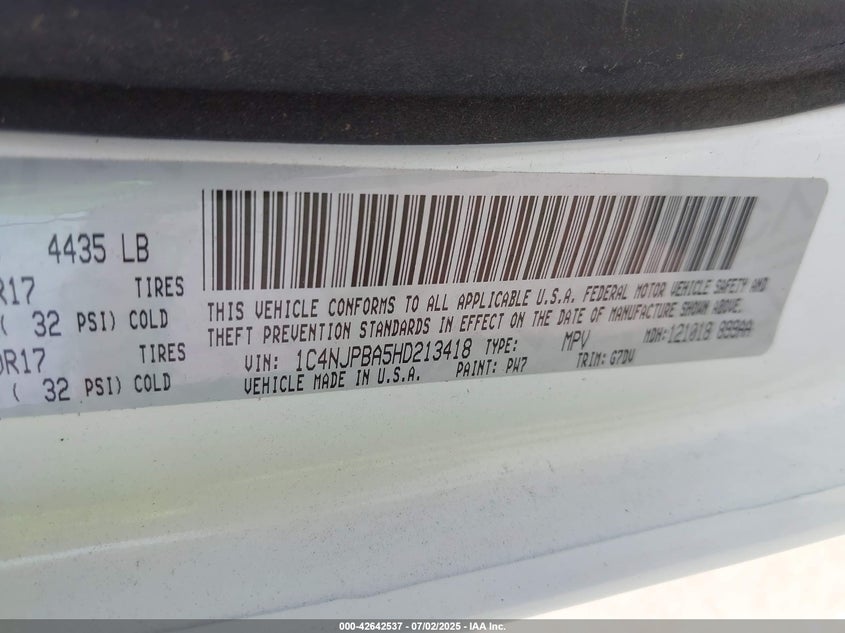 4435 LB
R17 TIRES
( 32 PSI) COLD
0R17 TIRES
( 32 PSI) COLD
THIS VEHICLE CONFORMS TO ALL APPLICABLE U.S.A. FEDERAL MOTOR VEHICLE SAFETY AND
THEFT PREVENTION STANDARDS IN EFFECT ON THE DATE OF MANUFACTURE SHOWN ABOVE.
VIN: 1C4NJPBA5HD213418 TYPE: MPV MDH:121018 888AA
VEHICLE MADE IN U.S.A. PAINT: PW7 TRIM: G7DV
000-42642537 - 07/02/2025 - IAA Inc.